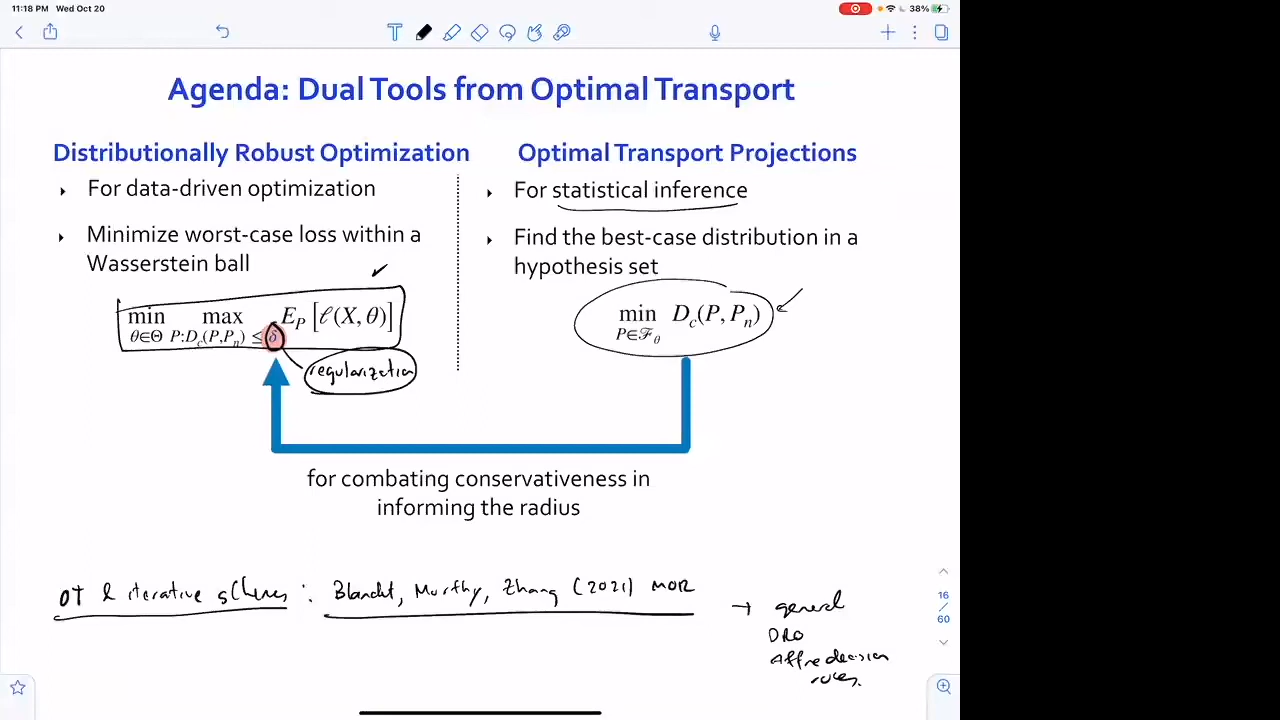 11:18 PM Wed Oct 20
38%
Agenda: Dual Tools from Optimal Transport
Distributionally Robust Optimization
‣ For data-driven optimization
‣ Minimize worst-case loss within a
Wasserstein ball
min max E_P [ℓ(X, θ)]
θ∈Θ P:D_c(P,P_n) ≤ δ
regularization
Optimal Transport Projections
‣ For statistical inference
‣ Find the best-case distribution in a
hypothesis set
min D_c(P, P_n)
P∈ℱ_θ
for combating conservativeness in
informing the radius
OT & iterative schemes : Blanchet, Murthy, Zhang (2021) MOR
→ general
DRO
Affine decision
rules.
16
/
60